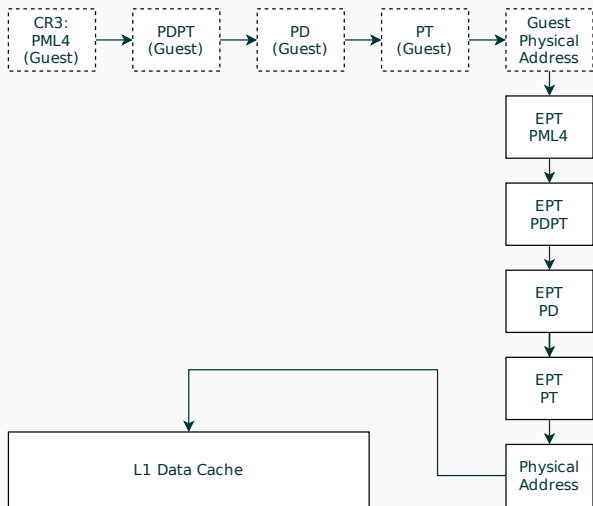 CR3:
PML4
(Guest)
PDPT
(Guest)
PD
(Guest)
PT
(Guest)
Guest
Physical
Address
EPT
PML4
EPT
PDPT
EPT
PD
EPT
PT
L1 Data Cache
Physical
Address